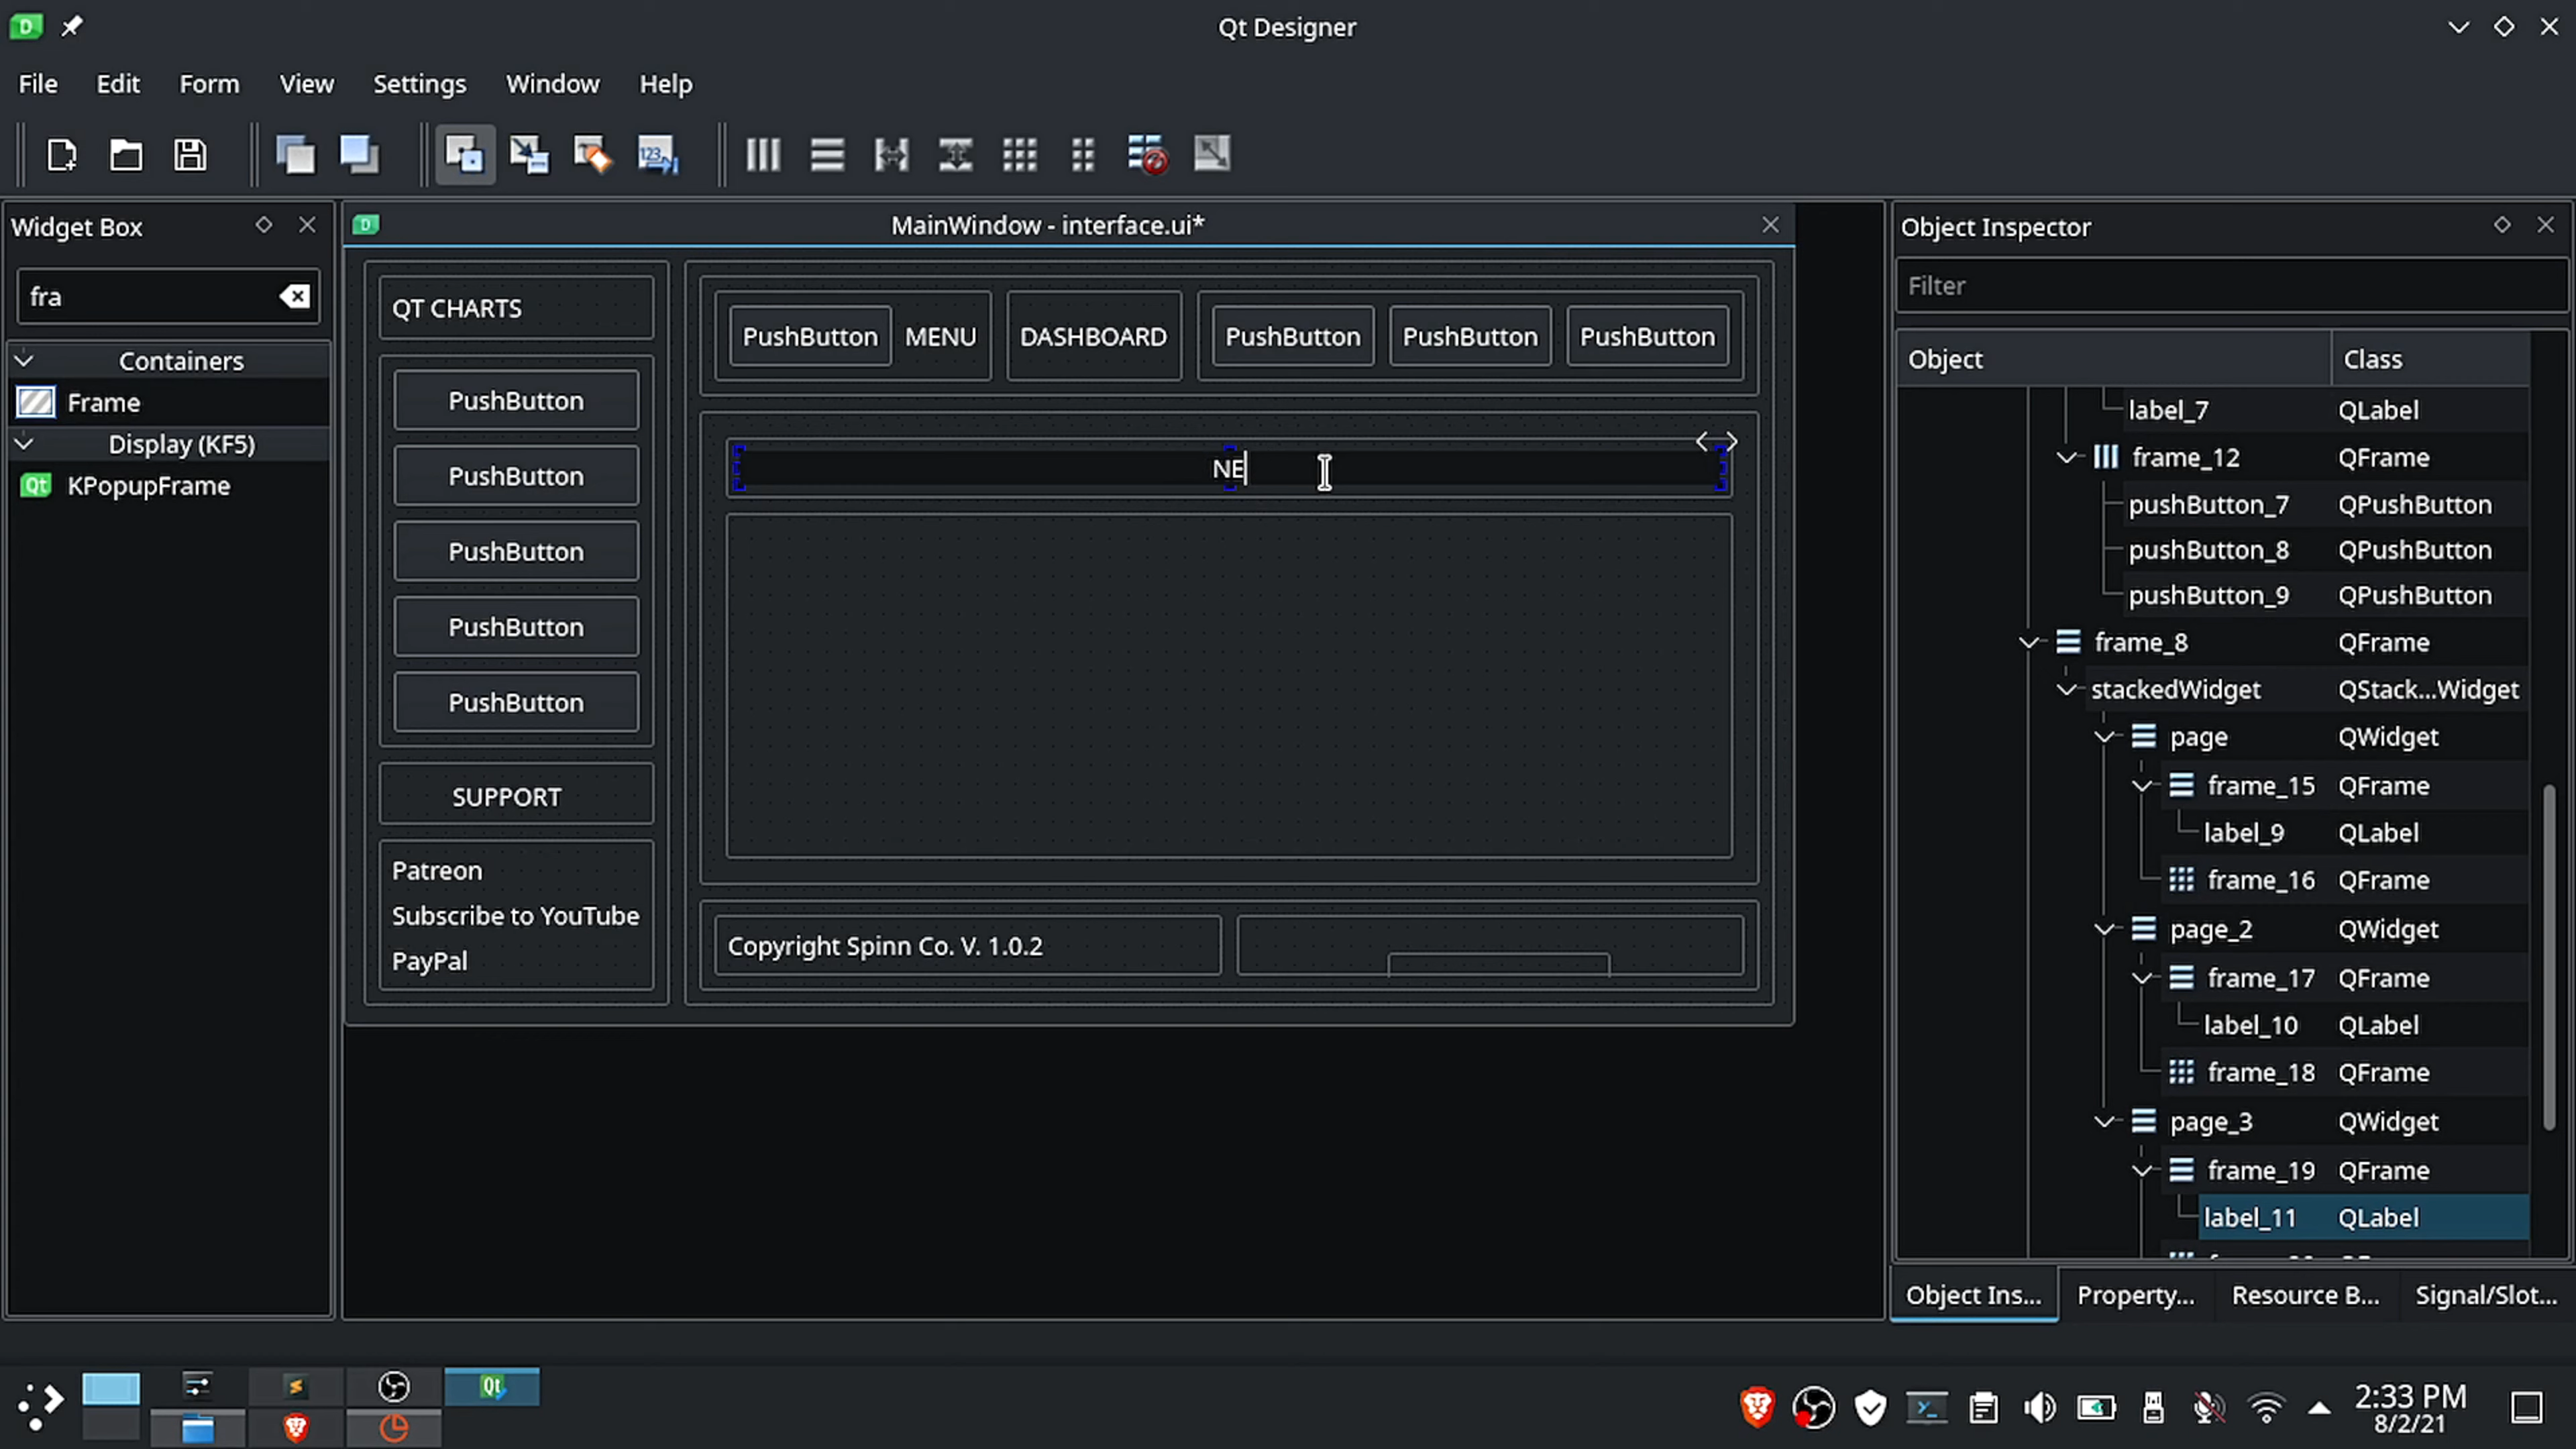 Qt Designer
File Edit Form View Settings Window Help
Widget Box
fra
Containers
Frame
Display (KF5)
KPopupFrame
MainWindow - interface.ui*
QT CHARTS
PushButton
PushButton
PushButton
PushButton
PushButton
SUPPORT
Patreon
Subscribe to YouTube
PayPal
PushButton MENU DASHBOARD PushButton PushButton PushButton
NE
Copyright Spinn Co. V. 1.0.2
Object Inspector
Filter
Object Class
label_7 QLabel
frame_12 QFrame
pushButton_7 QPushButton
pushButton_8 QPushButton
pushButton_9 QPushButton
frame_8 QFrame
stackedWidget QStack...Widget
page QWidget
frame_15 QFrame
label_9 QLabel
frame_16 QFrame
page_2 QWidget
frame_17 QFrame
label_10 QLabel
frame_18 QFrame
page_3 QWidget
frame_19 QFrame
label_11 QLabel
Object Ins... Property... Resource B... Signal/Slot...
2:33 PM
8/2/21